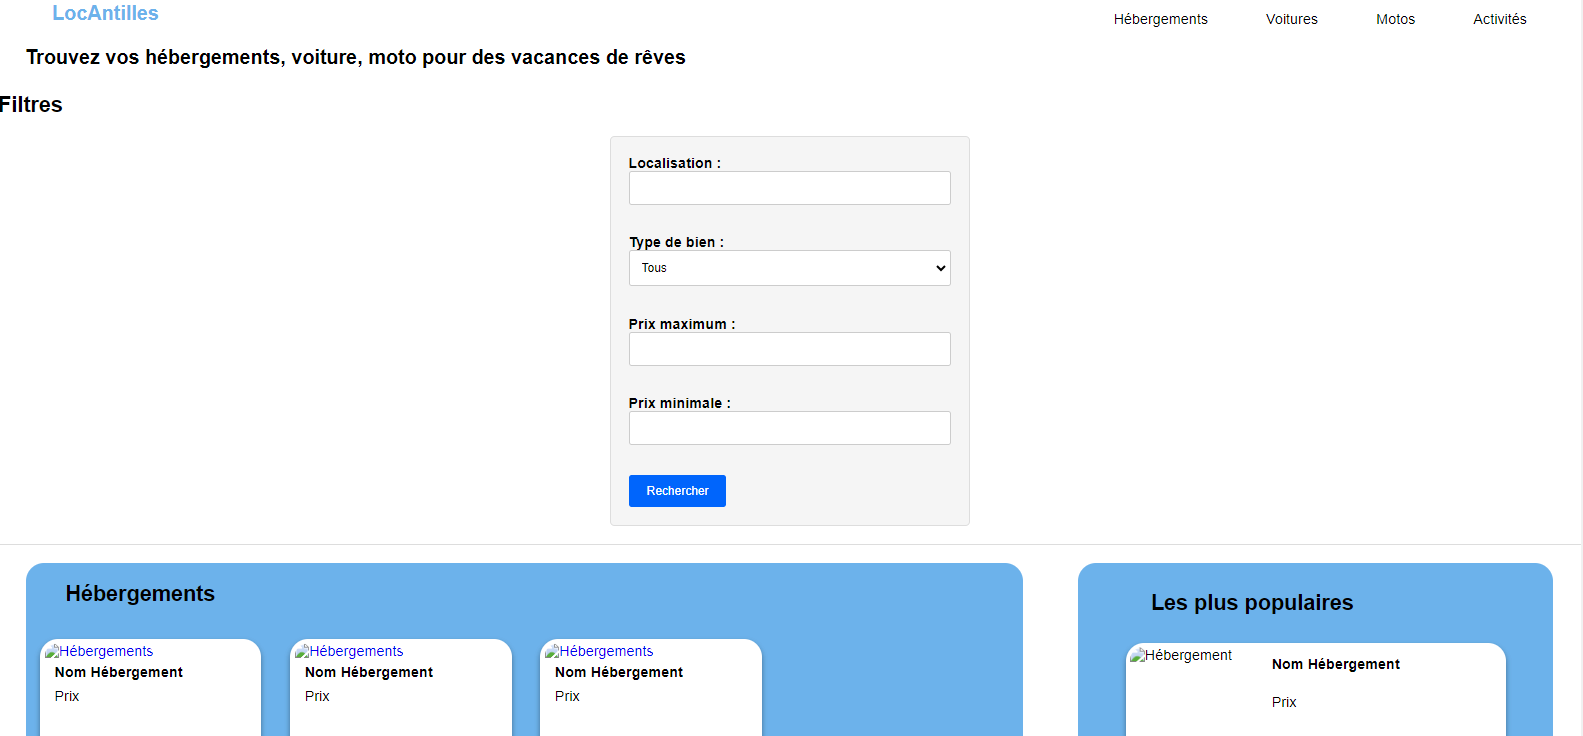 LocAntilles
Hébergements Voitures Motos Activités
Trouvez vos hébergements, voiture, moto pour des vacances de rêves
Filtres
Localisation :
Type de bien :
Tous
Prix maximum :
Prix minimale :
Rechercher
Hébergements
Hébergements
Nom Hébergement
Prix
Hébergements
Nom Hébergement
Prix
Hébergements
Nom Hébergement
Prix
Les plus populaires
Hébergement
Nom Hébergement
Prix